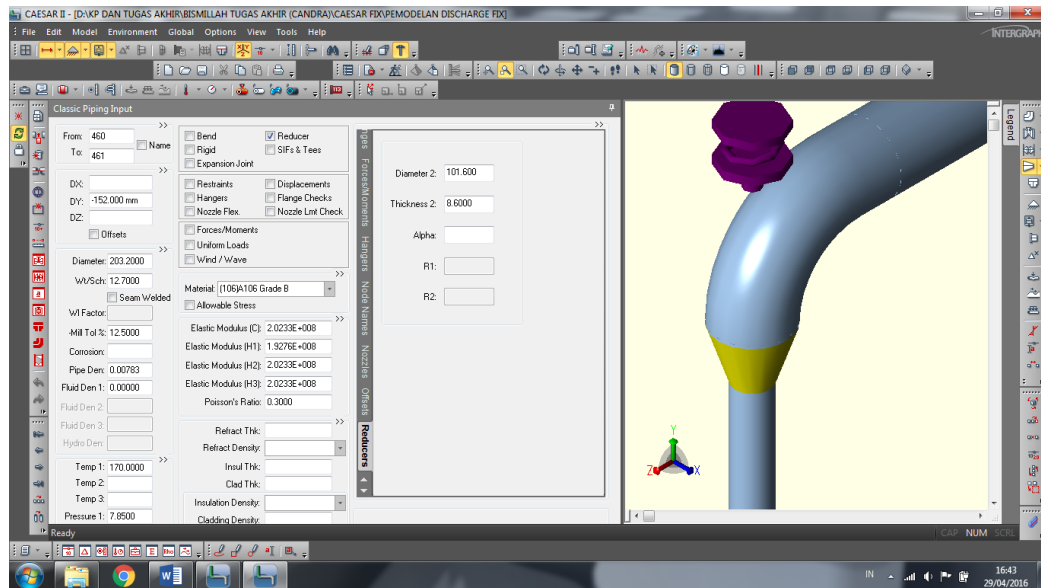 CAESAR II - [D:\KP DAN TUGAS AKHIR\BISMILLAH TUGAS AKHIR (CANDRA)\CAESAR FIX\PEMODELAN DISCHARGE FIX]
File Edit Model Environment Global Options View Tools Help
INTERGRAPH
Classic Piping Input
>>
From: 460
To: 461
Name
>>
DX:
DY: -152.000 mm
DZ:
Offsets
>>
Diameter: 203.2000
Wt/Sch: 12.7000
Seam Welded
WI Factor:
-Mill Tol %: 12.5000
Corrosion:
Pipe Den: 0.00783
Fluid Den 1: 0.00000
Fluid Den 2:
Fluid Den 3:
Hydro Den:
>>
Temp 1: 170.0000
Temp 2:
Temp 3:
Pressure 1: 7.8500
Bend Reducer
Rigid SIFs & Tees
Expansion Joint
Restraints Displacements
Hangers Flange Checks
Nozzle Flex. Nozzle Lmt Check
Forces/Moments
Uniform Loads
Wind / Wave
>>
Material: (106)A106 Grade B
Allowable Stress
>>
Elastic Modulus (C): 2.0233E+008
Elastic Modulus (H1): 1.9276E+008
Elastic Modulus (H2): 2.0233E+008
Elastic Modulus (H3): 2.0233E+008
Poisson's Ratio: 0.3000
>>
Refract Thk:
Refract Density:
Insul Thk:
Clad Thk:
Insulation Density:
Cladding Density:
Forces/Moments
Hangers
Node Names
Nozzles
Offsets
Reducers
>>
Diameter 2: 101.600
Thickness 2: 8.6000
Alpha:
R1:
R2:
Y
Z X
Legend
Ready
CAP NUM SCRL
IN
16:43
29/04/2016